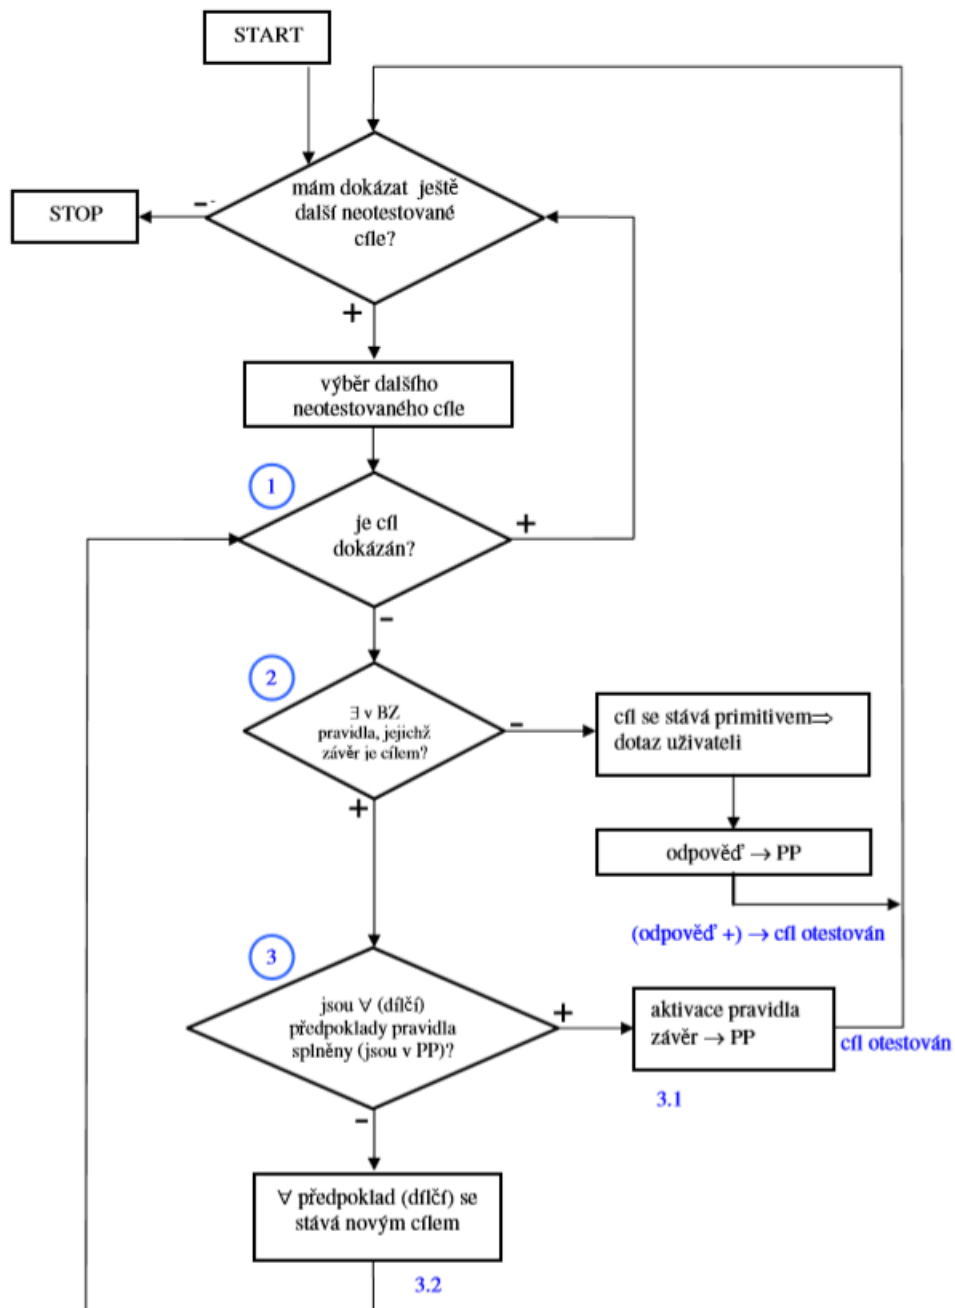 START
mám dokázat ještě
další neotestované
cíle?
-
STOP
+
výběr dalšího
neotestovaného cíle
1
je cíl
dokázán?
+
-
2
∃ v BZ
pravidla, jejichž
závěr je cílem?
-
cíl se stává primitivem⇒
dotaz uživateli
+
odpověď → PP
(odpověď +) → cíl otestován
3
jsou ∀ (dílčí)
předpoklady pravidla
splněny (jsou v PP)?
+
aktivace pravidla
závěr → PP
cíl otestován
3.1
-
∀ předpoklad (dílčí) se
stává novým cílem
3.2